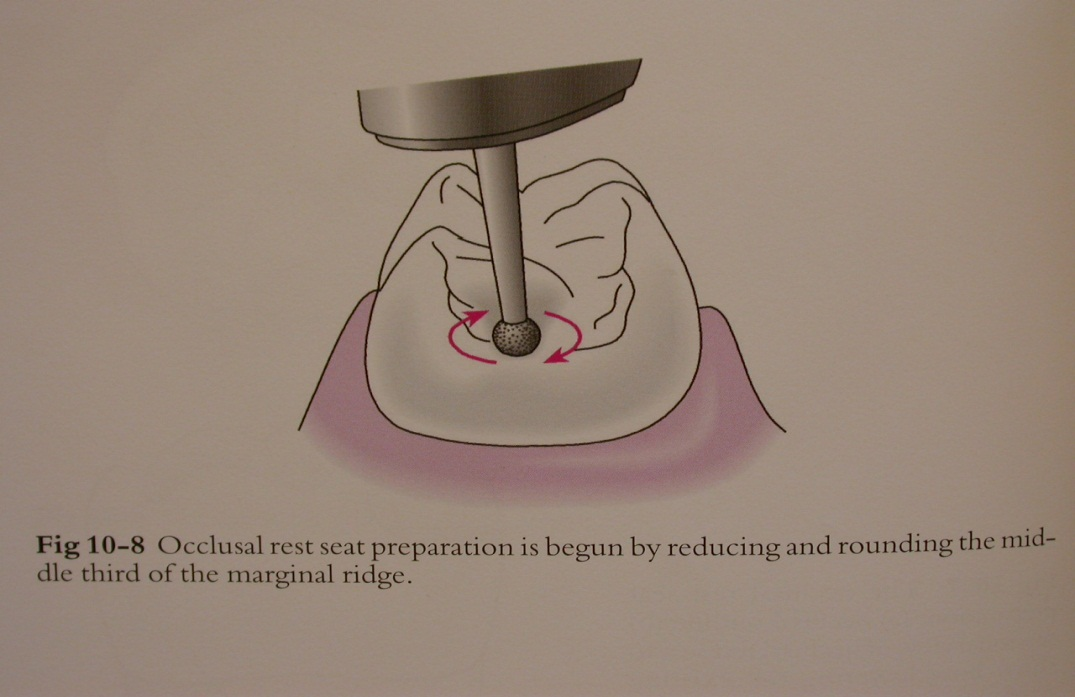 Fig 10–8 Occlusal rest seat preparation is begun by reducing and rounding the mid-
dle third of the marginal ridge.